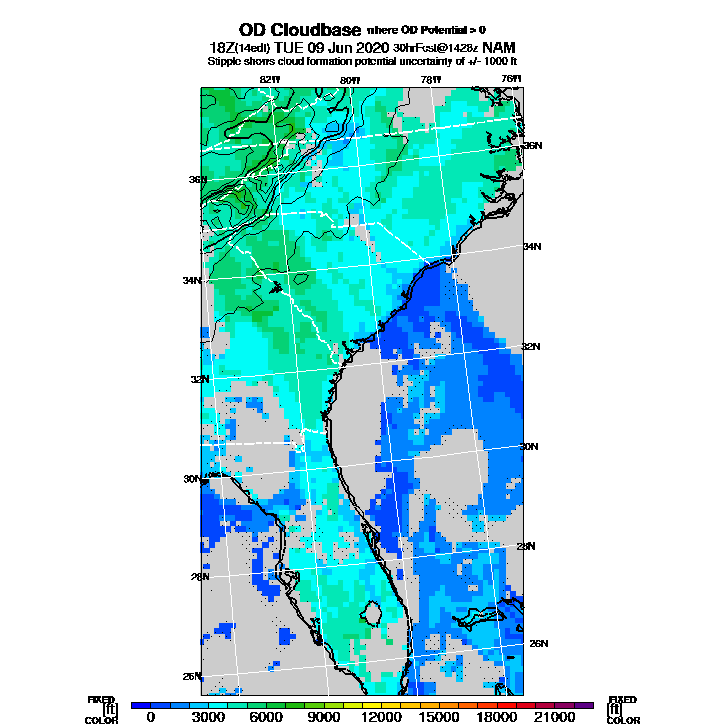 OD Cloudbase where OD Potential > 0
18Z(14edt) TUE 09 Jun 2020 30hrFcst@1428z NAM
Stipple shows cloud formation potential uncertainty of +/- 1000 ft
82W 80W 78W 76W
36N 36N
34N 34N
32N 32N
30N 30N
28N 28N
26N 26N
FIXED FIXED
[ft] [ft]
COLOR COLOR
0 3000 6000 9000 12000 15000 18000 21000